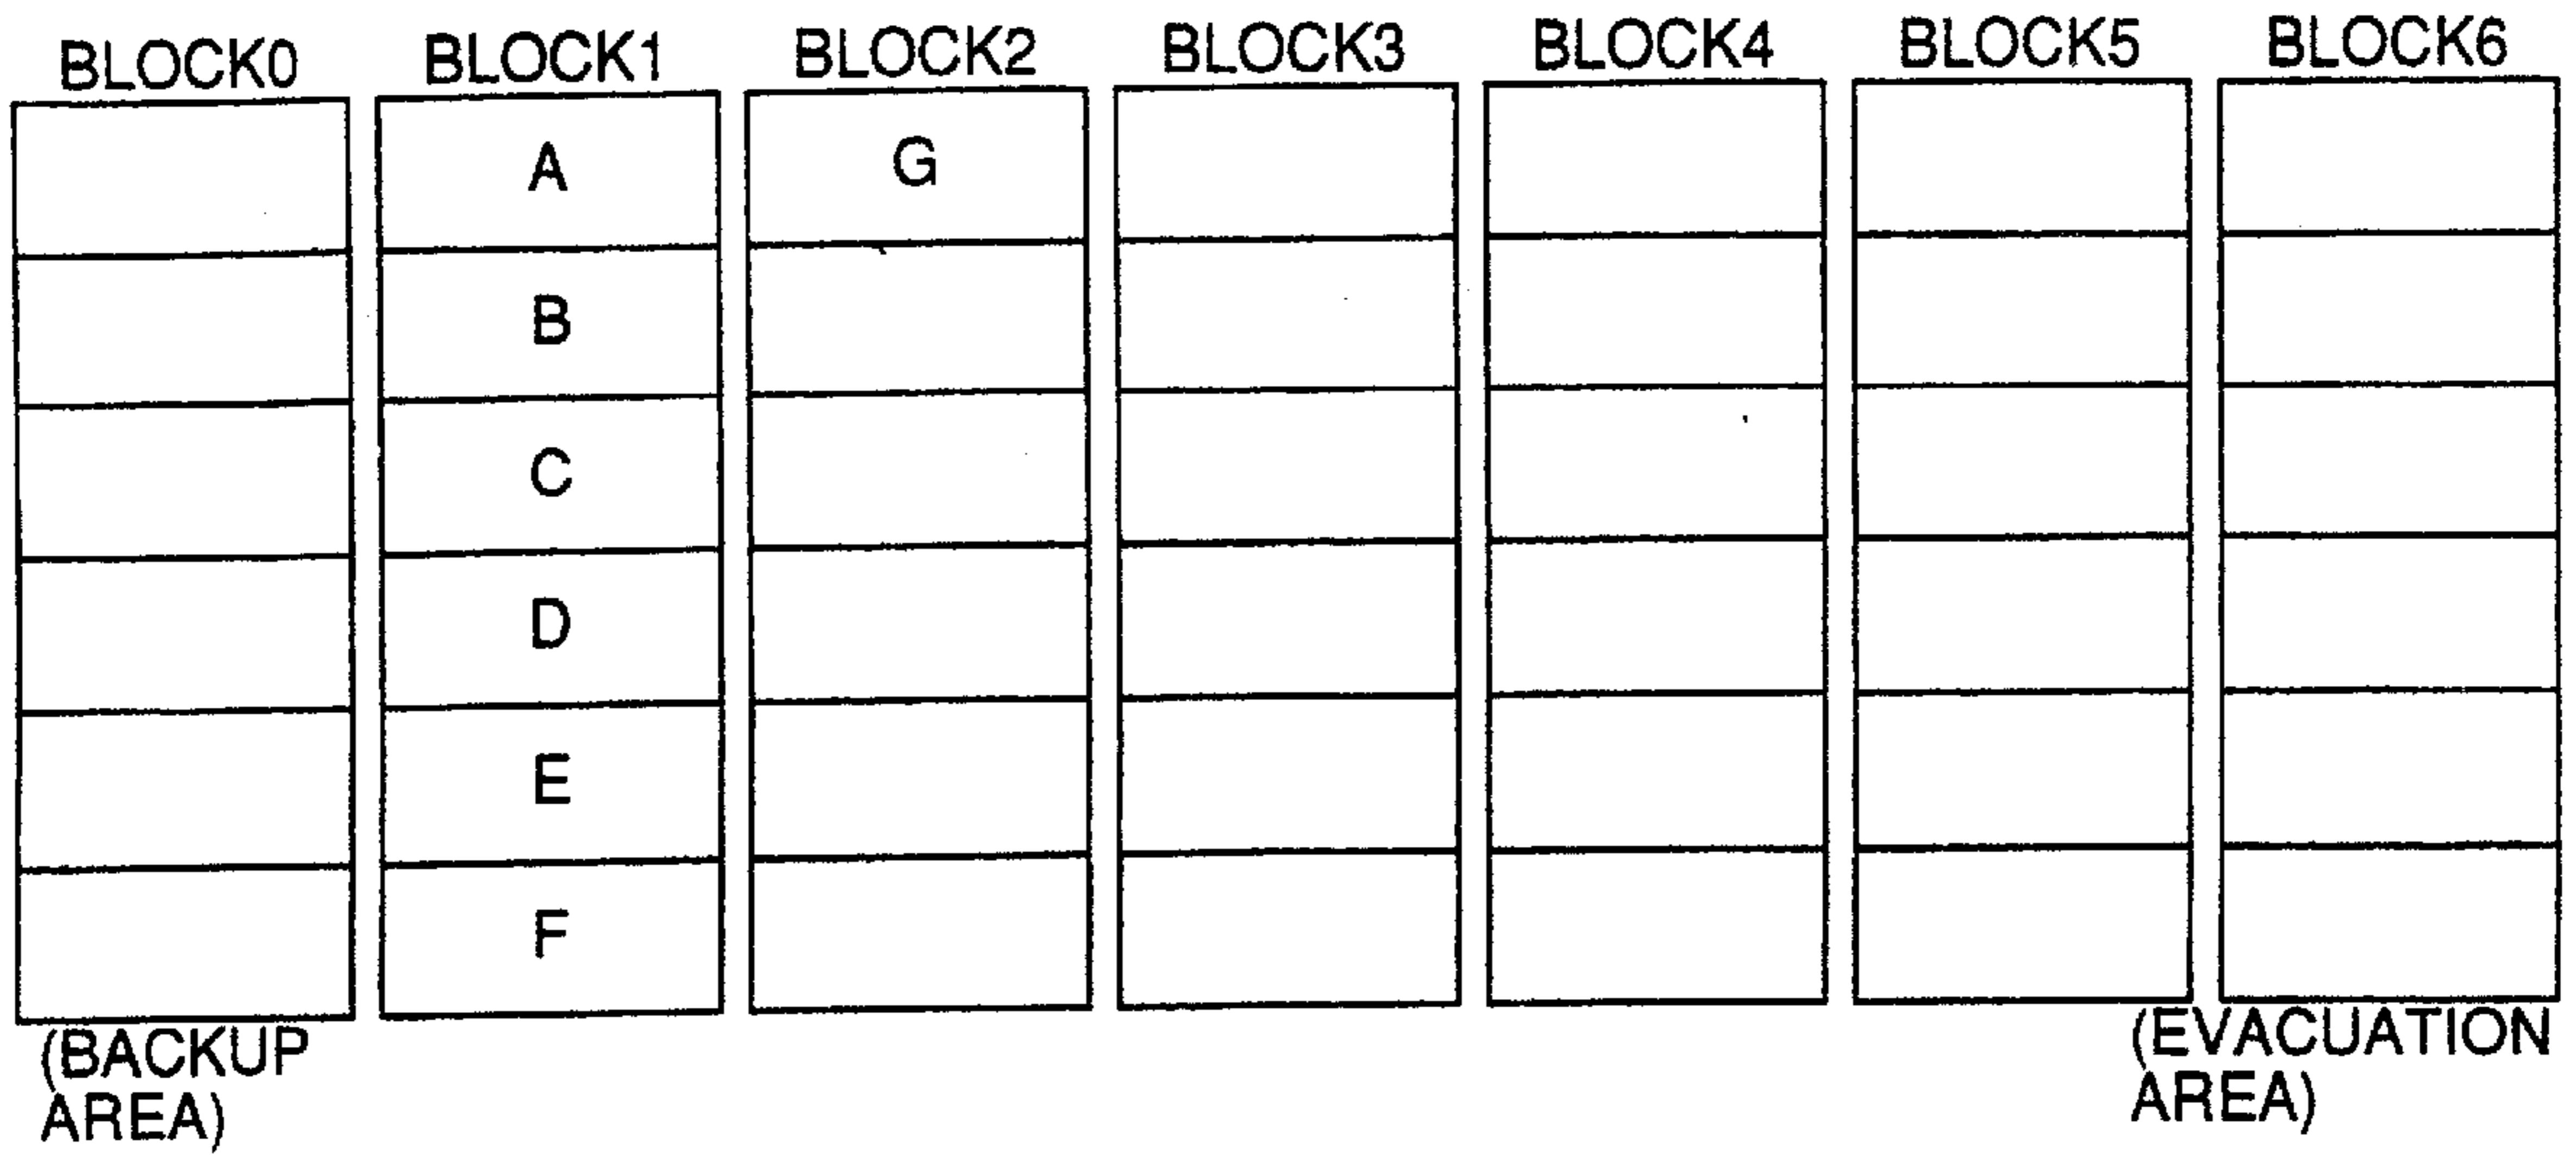 BLOCK0 BLOCK1 BLOCK2 BLOCK3 BLOCK4 BLOCK5 BLOCK6
A G
B
C
D
E
F
(BACKUP
AREA)
(EVACUATION
AREA)